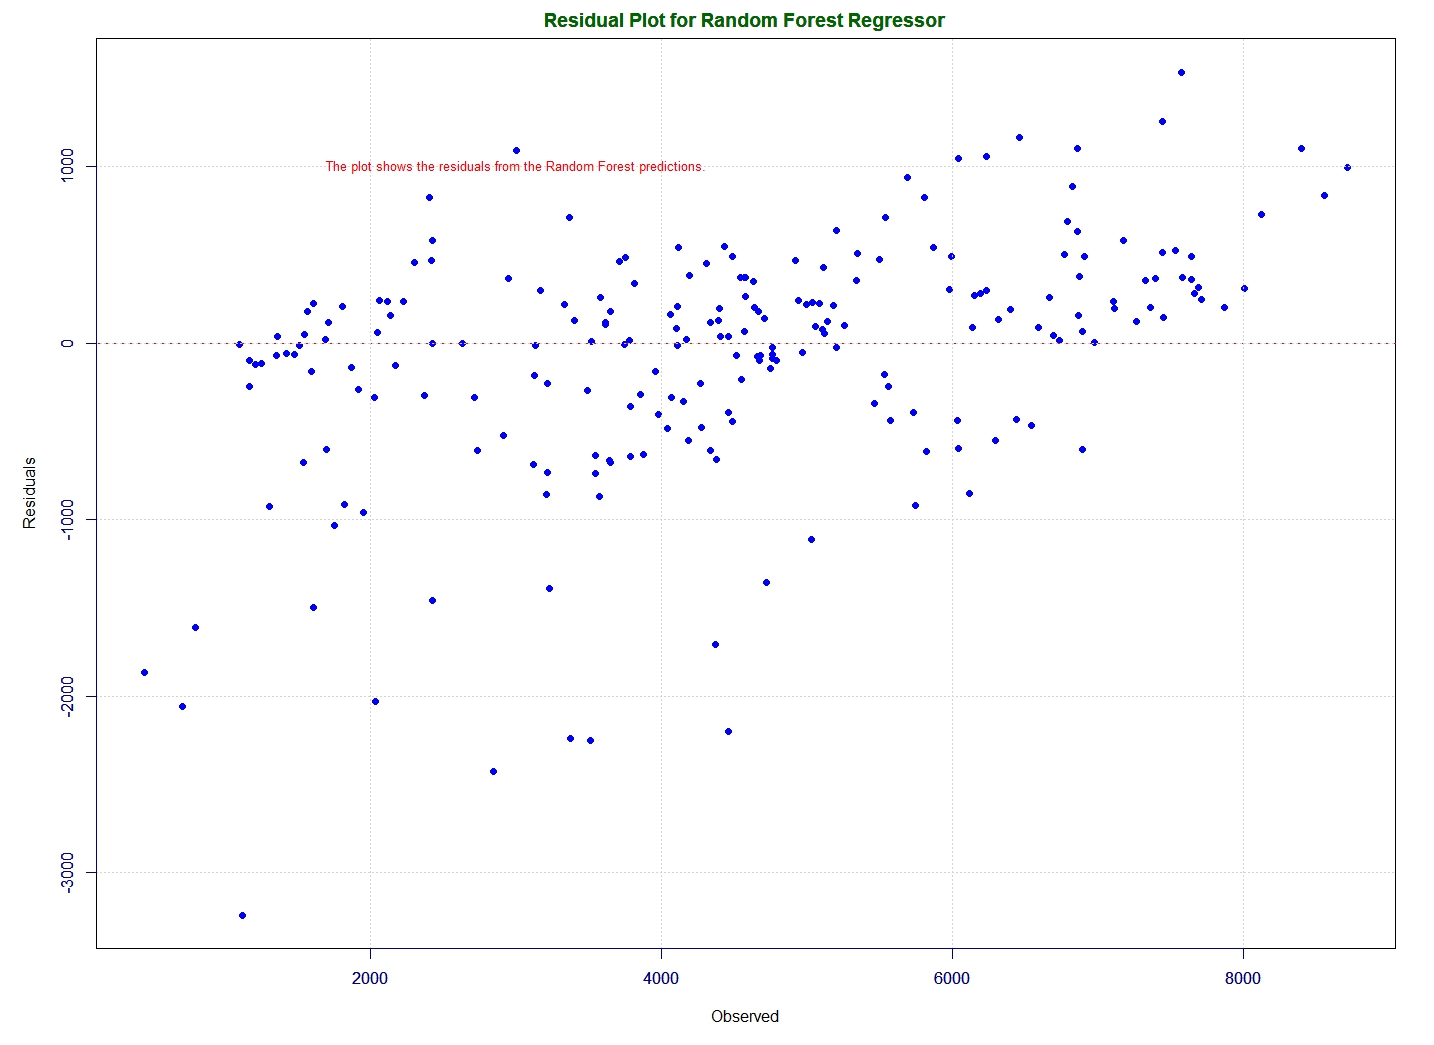 Residual Plot for Random Forest Regressor
The plot shows the residuals from the Random Forest predictions.
1000
0
-1000
-2000
-3000
Residuals
2000 4000 6000 8000
Observed